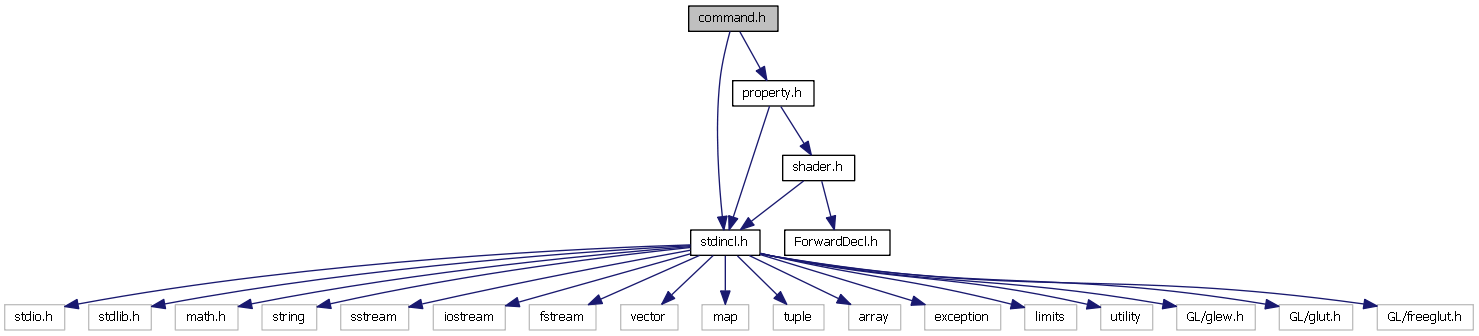 command.h
property.h
shader.h
stdincl.h
ForwardDecl.h
stdio.h
stdlib.h
math.h
string
sstream
iostream
fstream
vector
map
tuple
array
exception
limits
utility
GL/glew.h
GL/glut.h
GL/freeglut.h